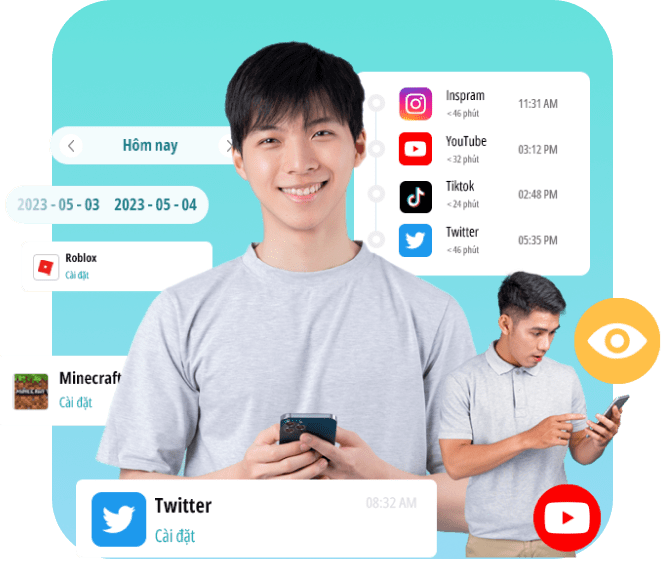 Inspram
< 46 phút
11:31 AM
YouTube
< 32 phút
03:12 PM
Tiktok
< 24 phút
02:48 PM
Twitter
< 46 phút
05:35 PM
Hôm nay
2023 - 05 - 03 2023 - 05 - 04
Roblox
Cài đặt
Minecraft
Cài đặt
Twitter
08:32 AM
Cài đặt